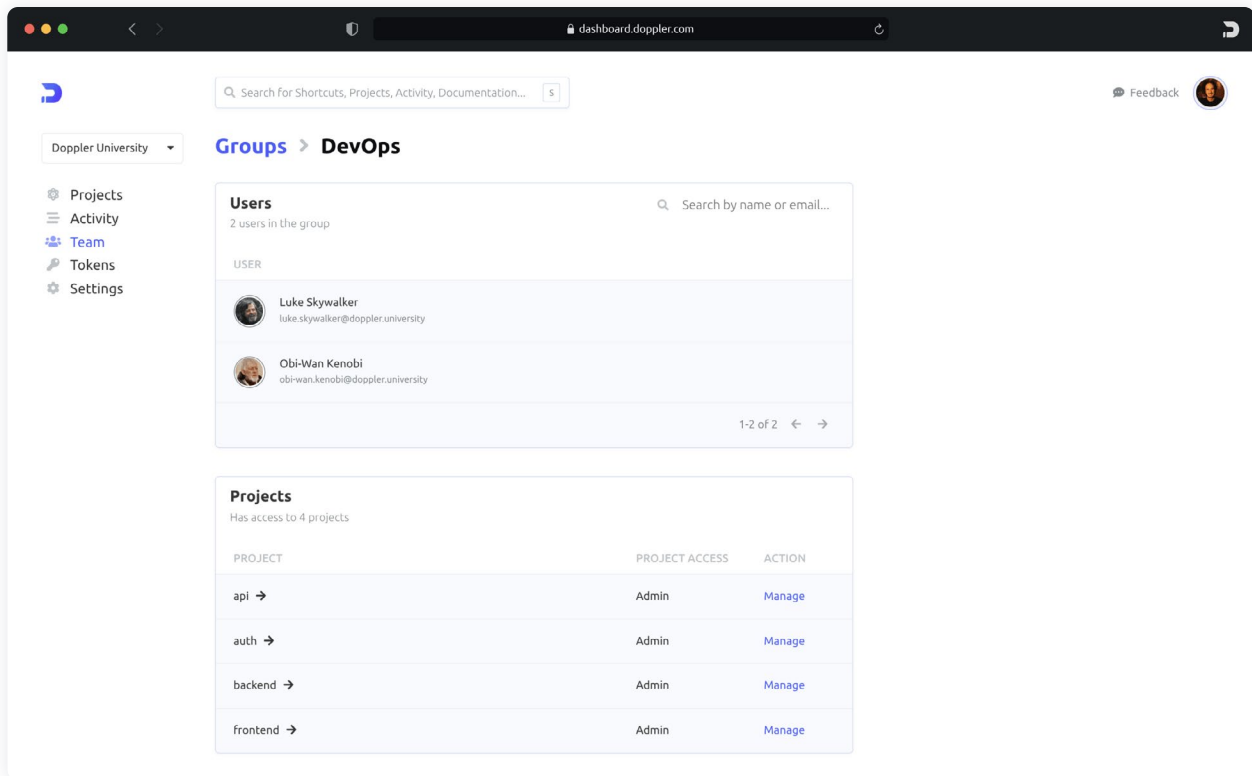 dashboard.doppler.com
Search for Shortcuts, Projects, Activity, Documentation... S
Feedback
Doppler University
Groups > DevOps
Projects
Activity
Team
Tokens
Settings
Users
Search by name or email...
2 users in the group
USER
Luke Skywalker
luke.skywalker@doppler.university
Obi-Wan Kenobi
obi-wan.kenobi@doppler.university
1-2 of 2
Projects
Has access to 4 projects
PROJECT PROJECT ACCESS ACTION
api → Admin Manage
auth → Admin Manage
backend → Admin Manage
frontend → Admin Manage